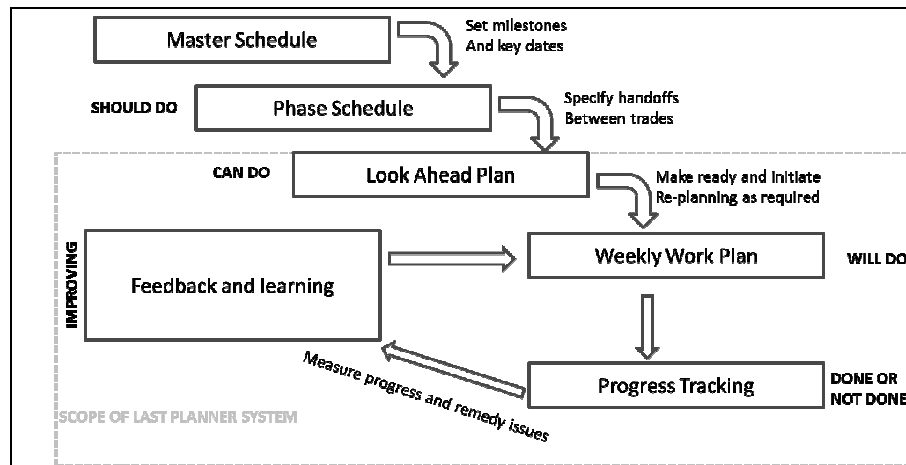 Master Schedule
Set milestones
And key dates
SHOULD DO
Phase Schedule
Specify handoffs
Between trades
CAN DO
Look Ahead Plan
Make ready and initiate
Re-planning as required
IMPROVING
Feedback and learning
Weekly Work Plan
WILL DO
Measure progress and remedy issues
Progress Tracking
DONE OR
NOT DONE
SCOPE OF LAST PLANNER SYSTEM